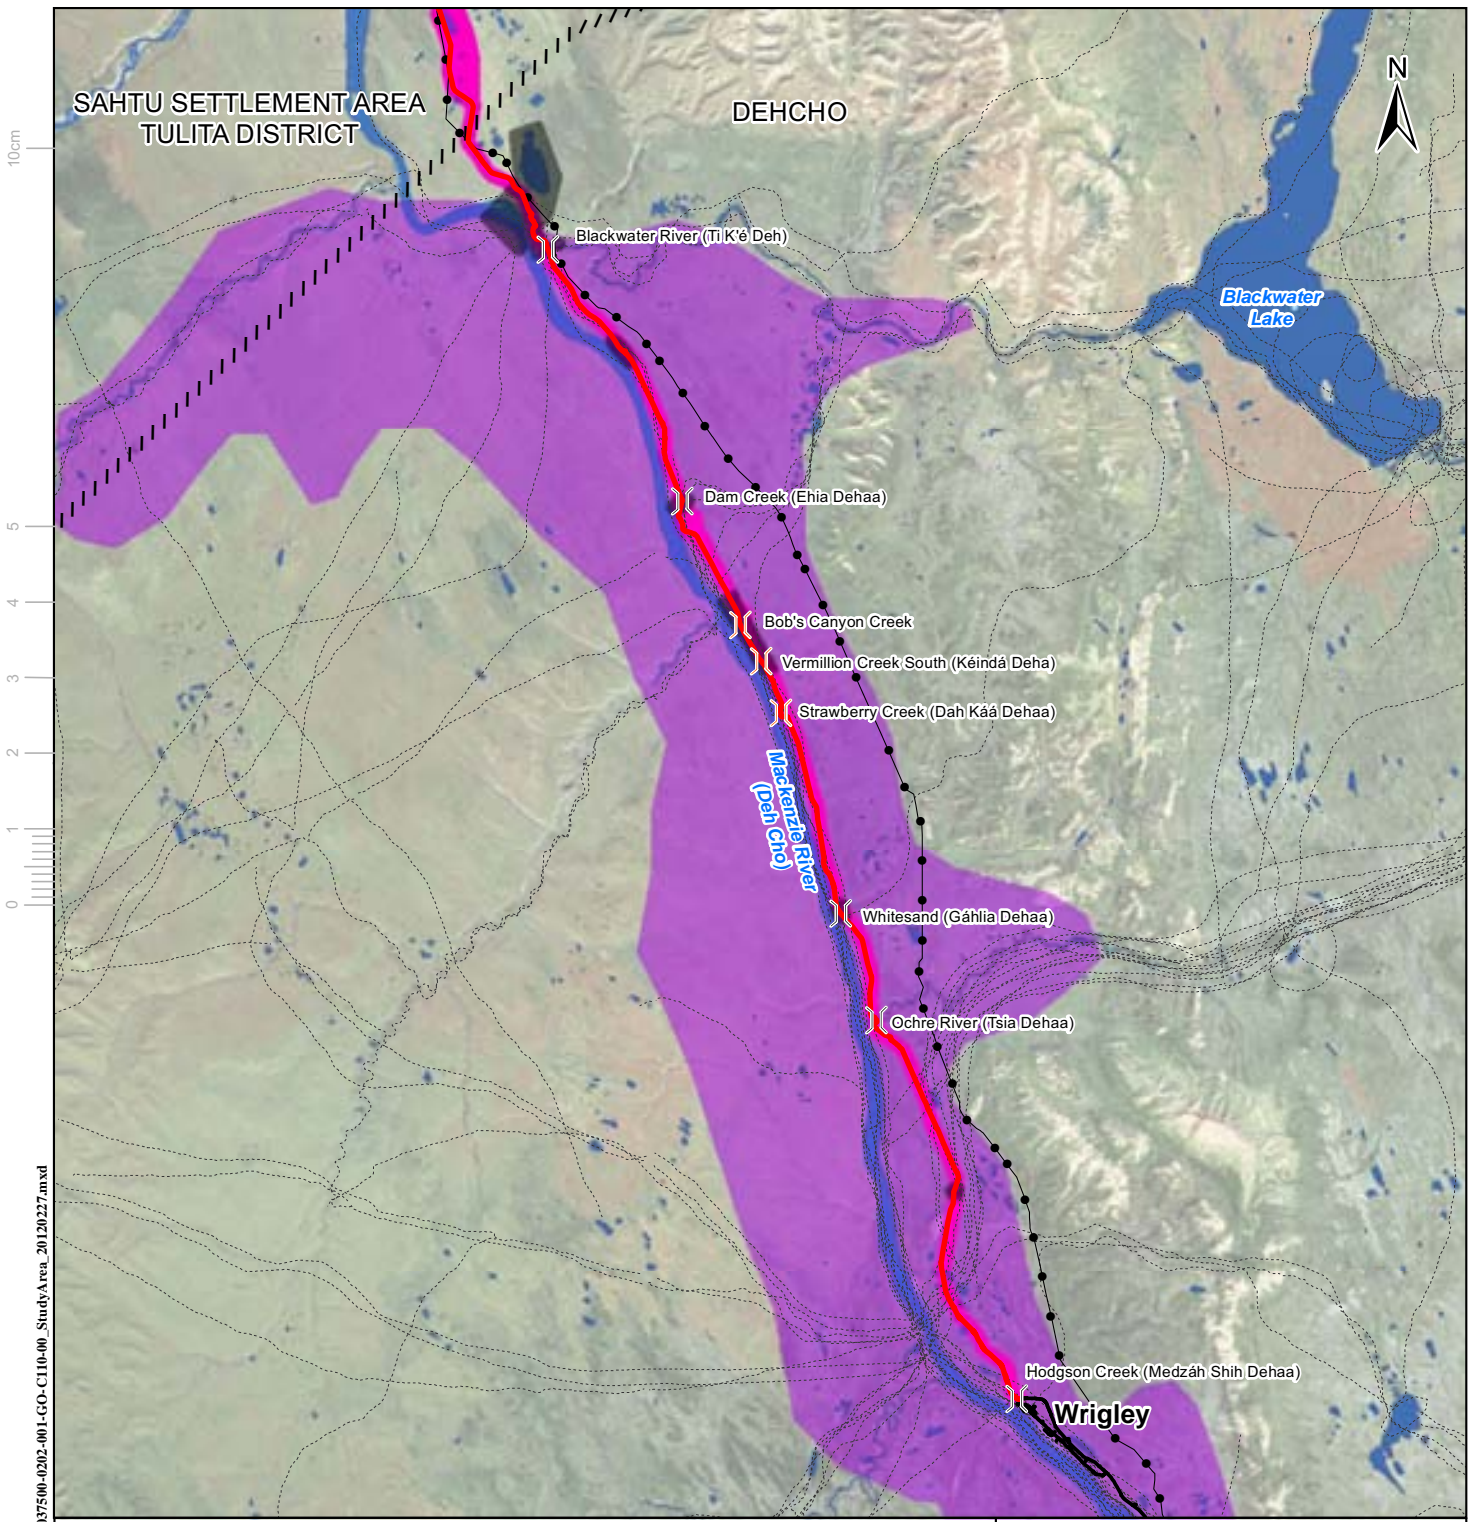 N
SAHTU SETTLEMENT AREA
TULITA DISTRICT
DEHCHO
10cm
Blackwater River (Ti K'é Deh)
Blackwater
Lake
Dam Creek (Ehia Dehaa)
5
4
Bob's Canyon Creek
Vermillion Creek South (Kéindá Deha)
3
Strawberry Creek (Dah Káá Dehaa)
2
Mackenzie River
(Deh Cho)
1
0
Whitesand (Gáhlia Dehaa)
Ochre River (Tsia Dehaa)
Hodgson Creek (Medzáh Shih Dehaa)
Wrigley
037500-0202-0001-GO-C110-00_StudyArea_20120227.mxd